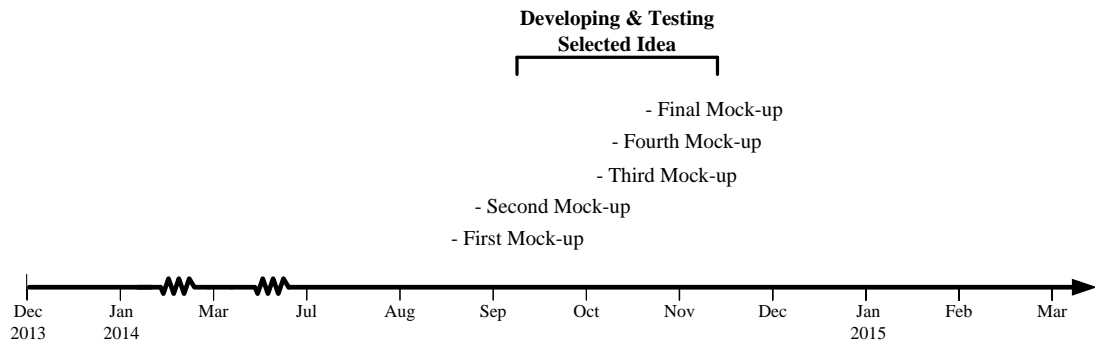 Developing & Testing
Selected Idea
- Final Mock-up
- Fourth Mock-up
- Third Mock-up
- Second Mock-up
- First Mock-up
Dec Jan Mar Jul Aug Sep Oct Nov Dec Jan Feb Mar
2013 2014 2015